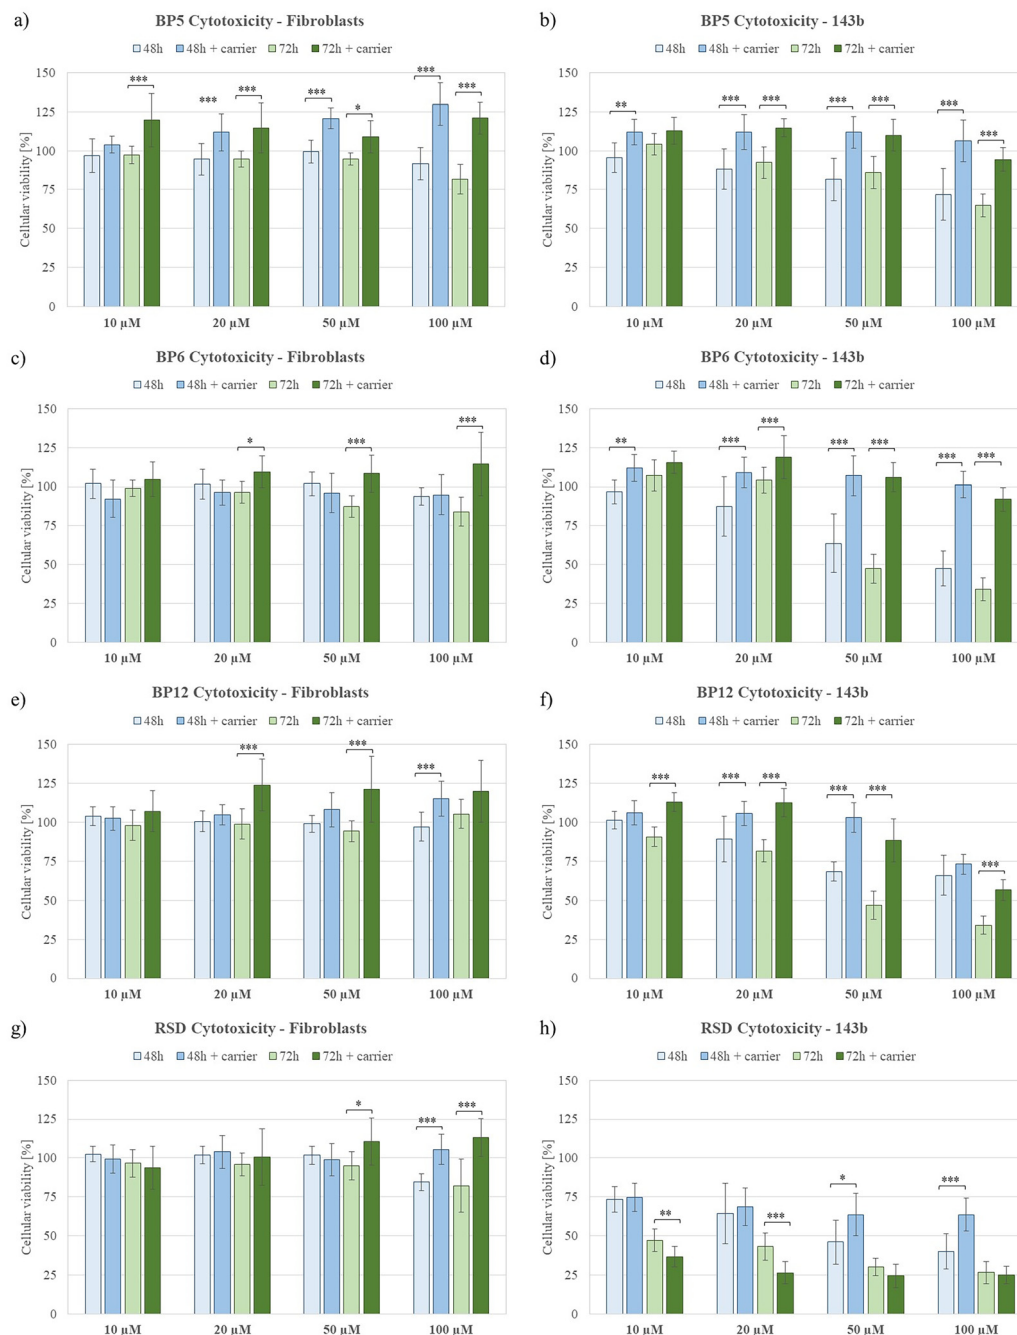 a)
BP5 Cytotoxicity - Fibroblasts
48h 48h + carrier 72h 72h + carrier
Cellular viability [%]
150
125
100
75
50
25
0
*** *** *** *** * *** ***
10 µM 20 µM 50 µM 100 µM
b)
BP5 Cytotoxicity - 143b
48h 48h + carrier 72h 72h + carrier
Cellular viability [%]
150
125
100
75
50
25
0
** *** *** *** *** *** ***
10 µM 20 µM 50 µM 100 µM
c)
BP6 Cytotoxicity - Fibroblasts
48h 48h + carrier 72h 72h + carrier
Cellular viability [%]
150
125
100
75
50
25
0
* *** ***
10 µM 20 µM 50 µM 100 µM
d)
BP6 Cytotoxicity - 143b
48h 48h + carrier 72h 72h + carrier
Cellular viability [%]
150
125
100
75
50
25
0
** *** *** *** *** *** ***
10 µM 20 µM 50 µM 100 µM
e)
BP12 Cytotoxicity - Fibroblasts
48h 48h + carrier 72h 72h + carrier
Cellular viability [%]
150
125
100
75
50
25
0
*** *** ***
10 µM 20 µM 50 µM 100 µM
f)
BP12 Cytotoxicity - 143b
48h 48h + carrier 72h 72h + carrier
Cellular viability [%]
150
125
100
75
50
25
0
*** *** *** *** *** ***
10 µM 20 µM 50 µM 100 µM
g)
RSD Cytotoxicity - Fibroblasts
48h 48h + carrier 72h 72h + carrier
Cellular viability [%]
150
125
100
75
50
25
0
* *** ***
10 µM 20 µM 50 µM 100 µM
h)
RSD Cytotoxicity - 143b
48h 48h + carrier 72h 72h + carrier
Cellular viability [%]
150
125
100
75
50
25
0
** *** * ***
10 µM 20 µM 50 µM 100 µM